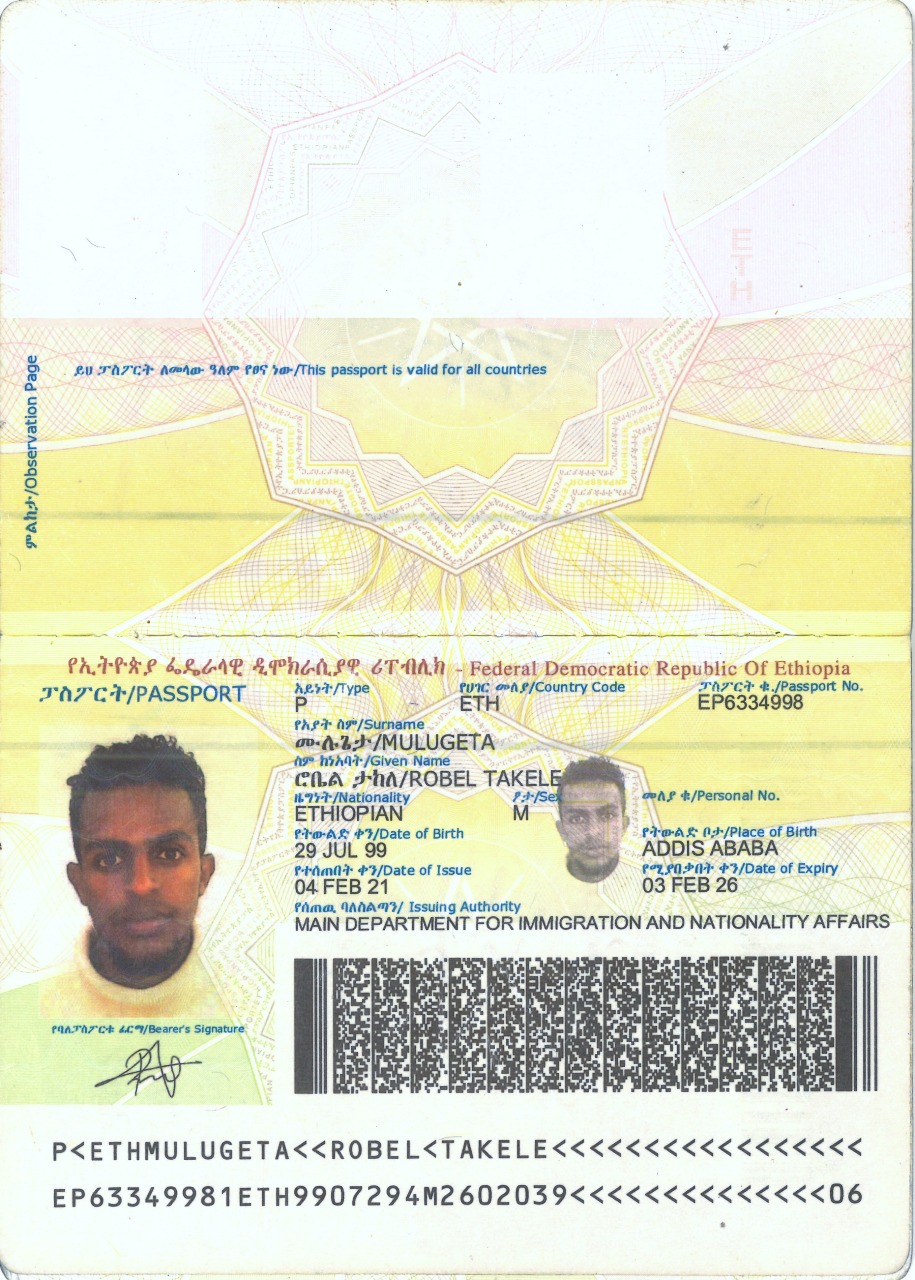 ETH
ይህ ፓስፖርት ለመላው ዓለም የፀና ነው/This passport is valid for all countries
ምልከታ/Observation Page
የኢትዮጵያ ፌዴራላዊ ዲሞክራሲያዊ ሪፐብሊክ - Federal Democratic Republic Of Ethiopia
ፓስፖርት/PASSPORT
አይነት/Type የሀገር መለያ/Country Code ፓስፖርት ቁ./Passport No.
P ETH EP6334998
የአያት ስም/Surname
ሙሉጌታ/MULUGETA
ስም ከነአባት/Given Name
ሮቤል ታከለ/ROBEL TAKELE
ዜግነት/Nationality ፆታ/Sex መለያ ቁ/Personal No.
ETHIOPIAN M
የትውልድ ቀን/Date of Birth የትውልድ ቦታ/Place of Birth
29 JUL 99 ADDIS ABABA
የተሰጠበት ቀን/Date of Issue የሚያበቃበት ቀን/Date of Expiry
04 FEB 21 03 FEB 26
የሰጠዉ ባለስልጣን/ Issuing Authority
MAIN DEPARTMENT FOR IMMIGRATION AND NATIONALITY AFFAIRS
የባለፓስፖርቱ ፊርማ/Bearer's Signature
P<ETHMULUGETA<<ROBEL<TAKELE<<<<<<<<<<<<<<<<<
EP63349981ETH9907294M2602039<<<<<<<<<<<<<<06